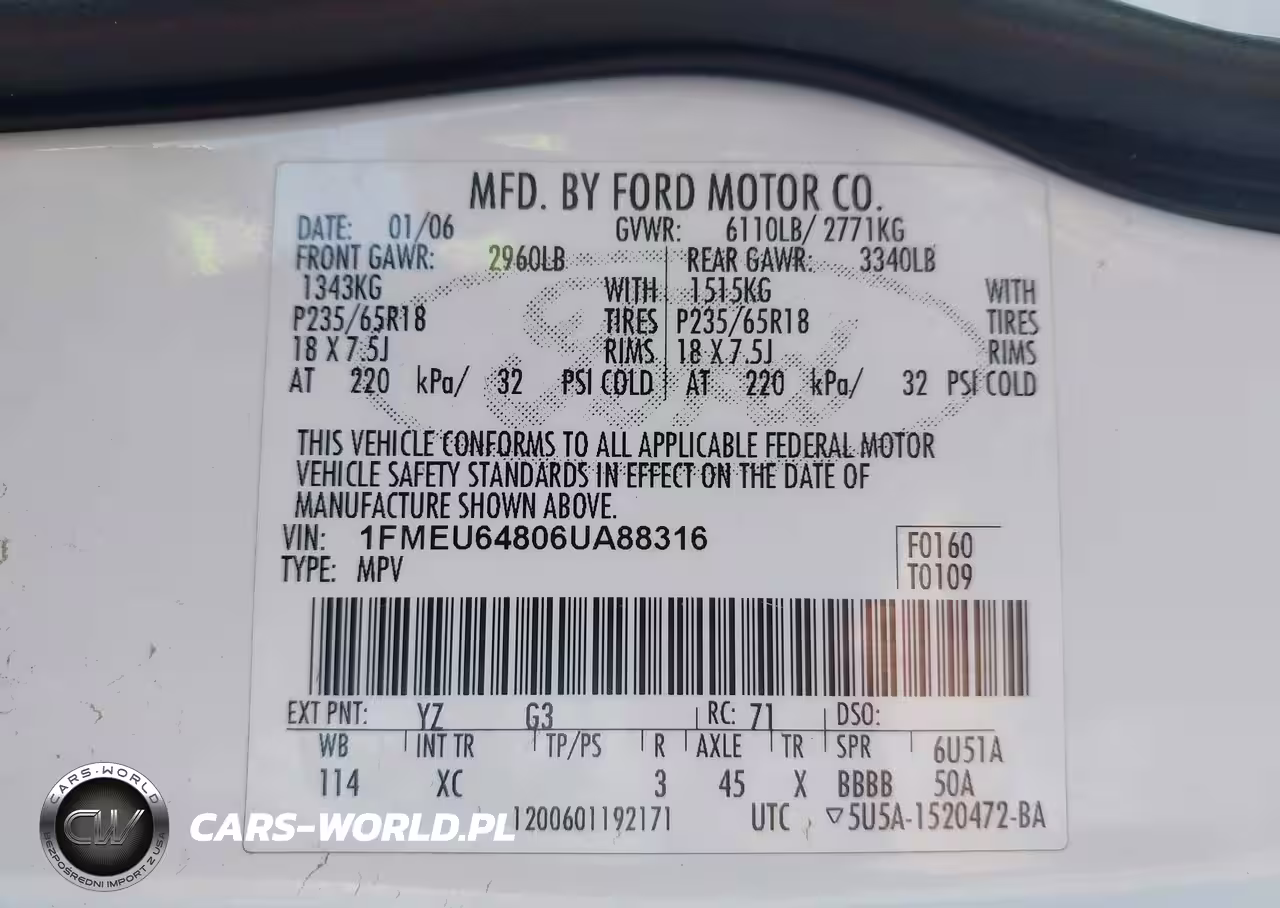 MFD. BY FORD MOTOR CO.
DATE: 01/06 GVWR: 6110LB/ 2771KG
FRONT GAWR: 2960LB REAR GAWR: 3340LB
1343KG WITH 1515KG WITH
P235/65R18 TIRES P235/65R18 TIRES
18 X 7.5J RIMS 18 X 7.5J RIMS
AT 220 kPa/ 32 PSI COLD AT 220 kPa/ 32 PSI COLD
Ford
THIS VEHICLE CONFORMS TO ALL APPLICABLE FEDERAL MOTOR
VEHICLE SAFETY STANDARDS IN EFFECT ON THE DATE OF
MANUFACTURE SHOWN ABOVE.
VIN: 1FMEU64806UA88316 F0160
TYPE: MPV T0109
EXT PNT: YZ G3 RC: 71 DSO:
WB INT TR TP/PS R AXLE TR SPR 6U51A
114 XC 3 45 X BBBB 50A
1200601192171 UTC ▽5U5A-1520472-BA
CARS-WORLD
CW
BEZPOŚREDNI IMPORT Z USA
CARS-WORLD.PL